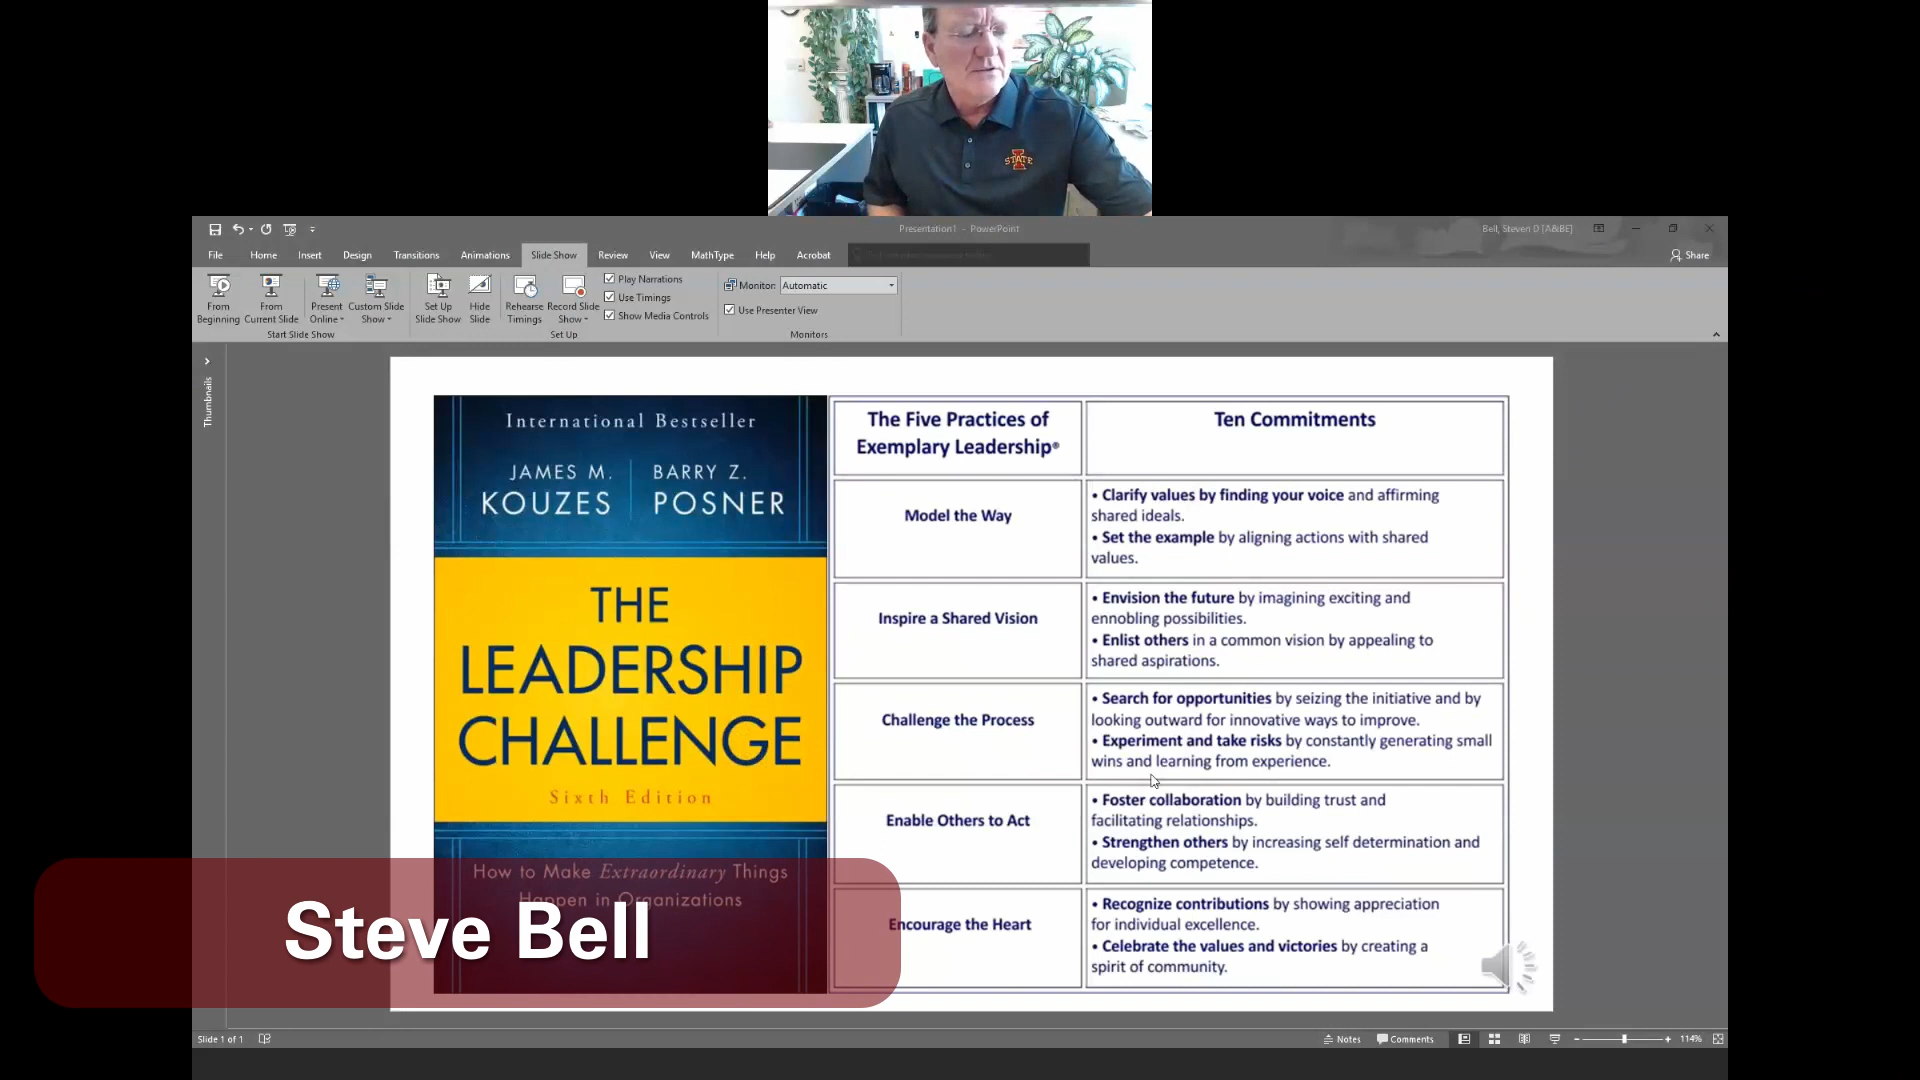 STATE
Presentation1 - PowerPoint
Bell, Steven D [A&BE]
File Home Insert Design Transitions Animations Slide Show Review View MathType Help Acrobat
Share
From Beginning
From Current Slide
Present Online
Custom Slide Show
Start Slide Show
Set Up Slide Show
Hide Slide
Rehearse Timings
Record Slide Show
Play Narrations
Use Timings
Show Media Controls
Set Up
Monitor: Automatic
Use Presenter View
Monitors
Thumbnails
International Bestseller
JAMES M. KOUZES
BARRY Z. POSNER
THE
LEADERSHIP
CHALLENGE
Sixth Edition
How to Make Extraordinary Things
Happen in Organizations
The Five Practices of
Exemplary Leadership®
Ten Commitments
Model the Way
• Clarify values by finding your voice and affirming
shared ideals.
• Set the example by aligning actions with shared
values.
Inspire a Shared Vision
• Envision the future by imagining exciting and
ennobling possibilities.
• Enlist others in a common vision by appealing to
shared aspirations.
Challenge the Process
• Search for opportunities by seizing the initiative and by
looking outward for innovative ways to improve.
• Experiment and take risks by constantly generating small
wins and learning from experience.
Enable Others to Act
• Foster collaboration by building trust and
facilitating relationships.
• Strengthen others by increasing self determination and
developing competence.
Encourage the Heart
• Recognize contributions by showing appreciation
for individual excellence.
• Celebrate the values and victories by creating a
spirit of community.
Steve Bell
Slide 1 of 1
Notes
Comments
114%